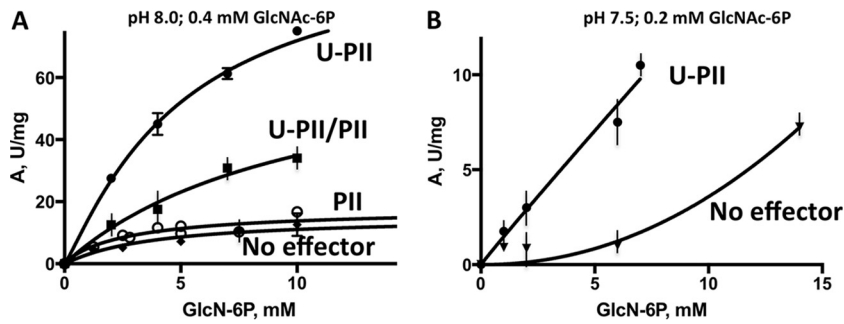 A
pH 8.0; 0.4 mM GlcNAc-6P
A, U/mg
60
40
20
0
U-PII
U-PII/PII
PII
No effector
0
5
10
GlcN-6P, mM
B
pH 7.5; 0.2 mM GlcNAc-6P
A, U/mg
10
5
0
U-PII
No effector
0
5
10
15
GlcN-6P, mM